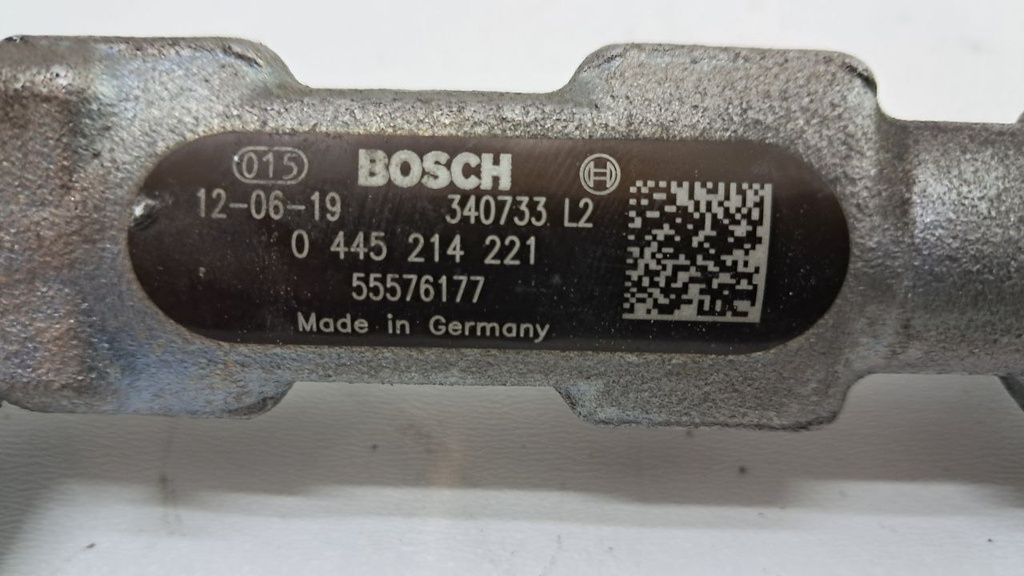 015 BOSCH
12-06-19 340733 L2
0 445 214 221
55576177
Made in Germany